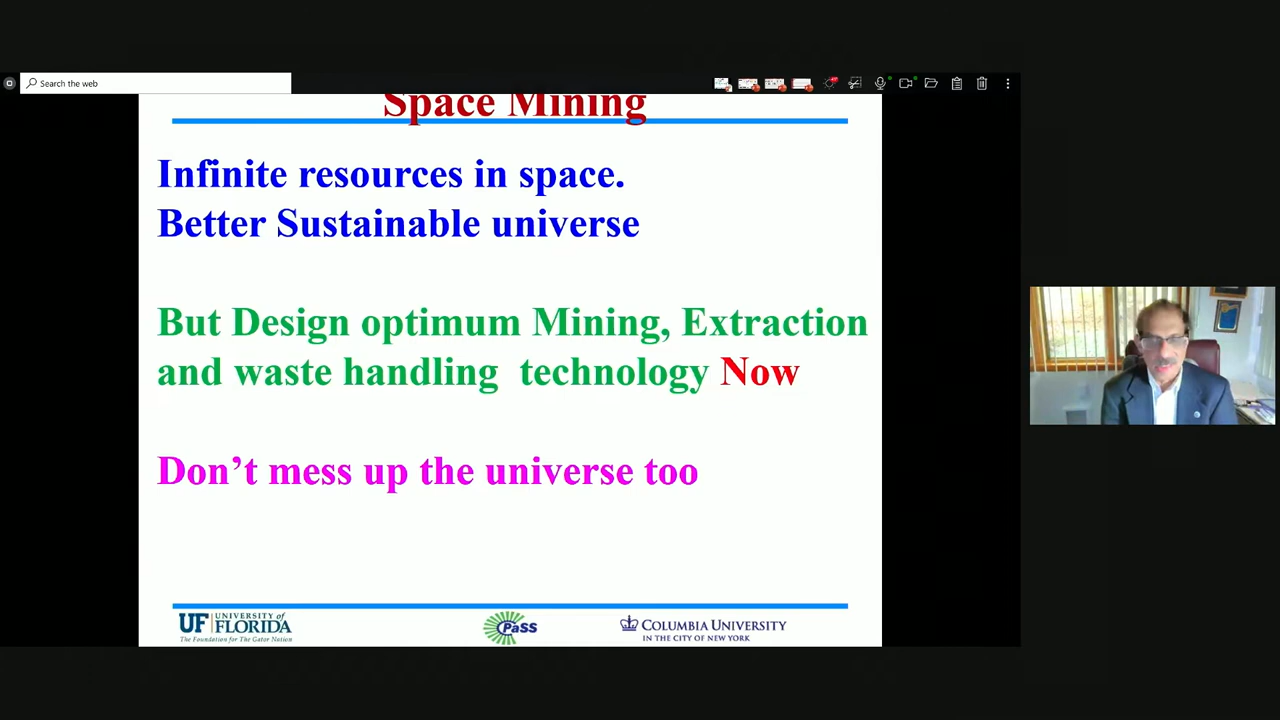 Search the web
Space Mining
Infinite resources in space.
Better Sustainable universe
But Design optimum Mining, Extraction
and waste handling technology Now
Don't mess up the universe too
UF UNIVERSITY of
FLORIDA
The Foundation for The Gator Nation
CPaSS
COLUMBIA UNIVERSITY
IN THE CITY OF NEW YORK